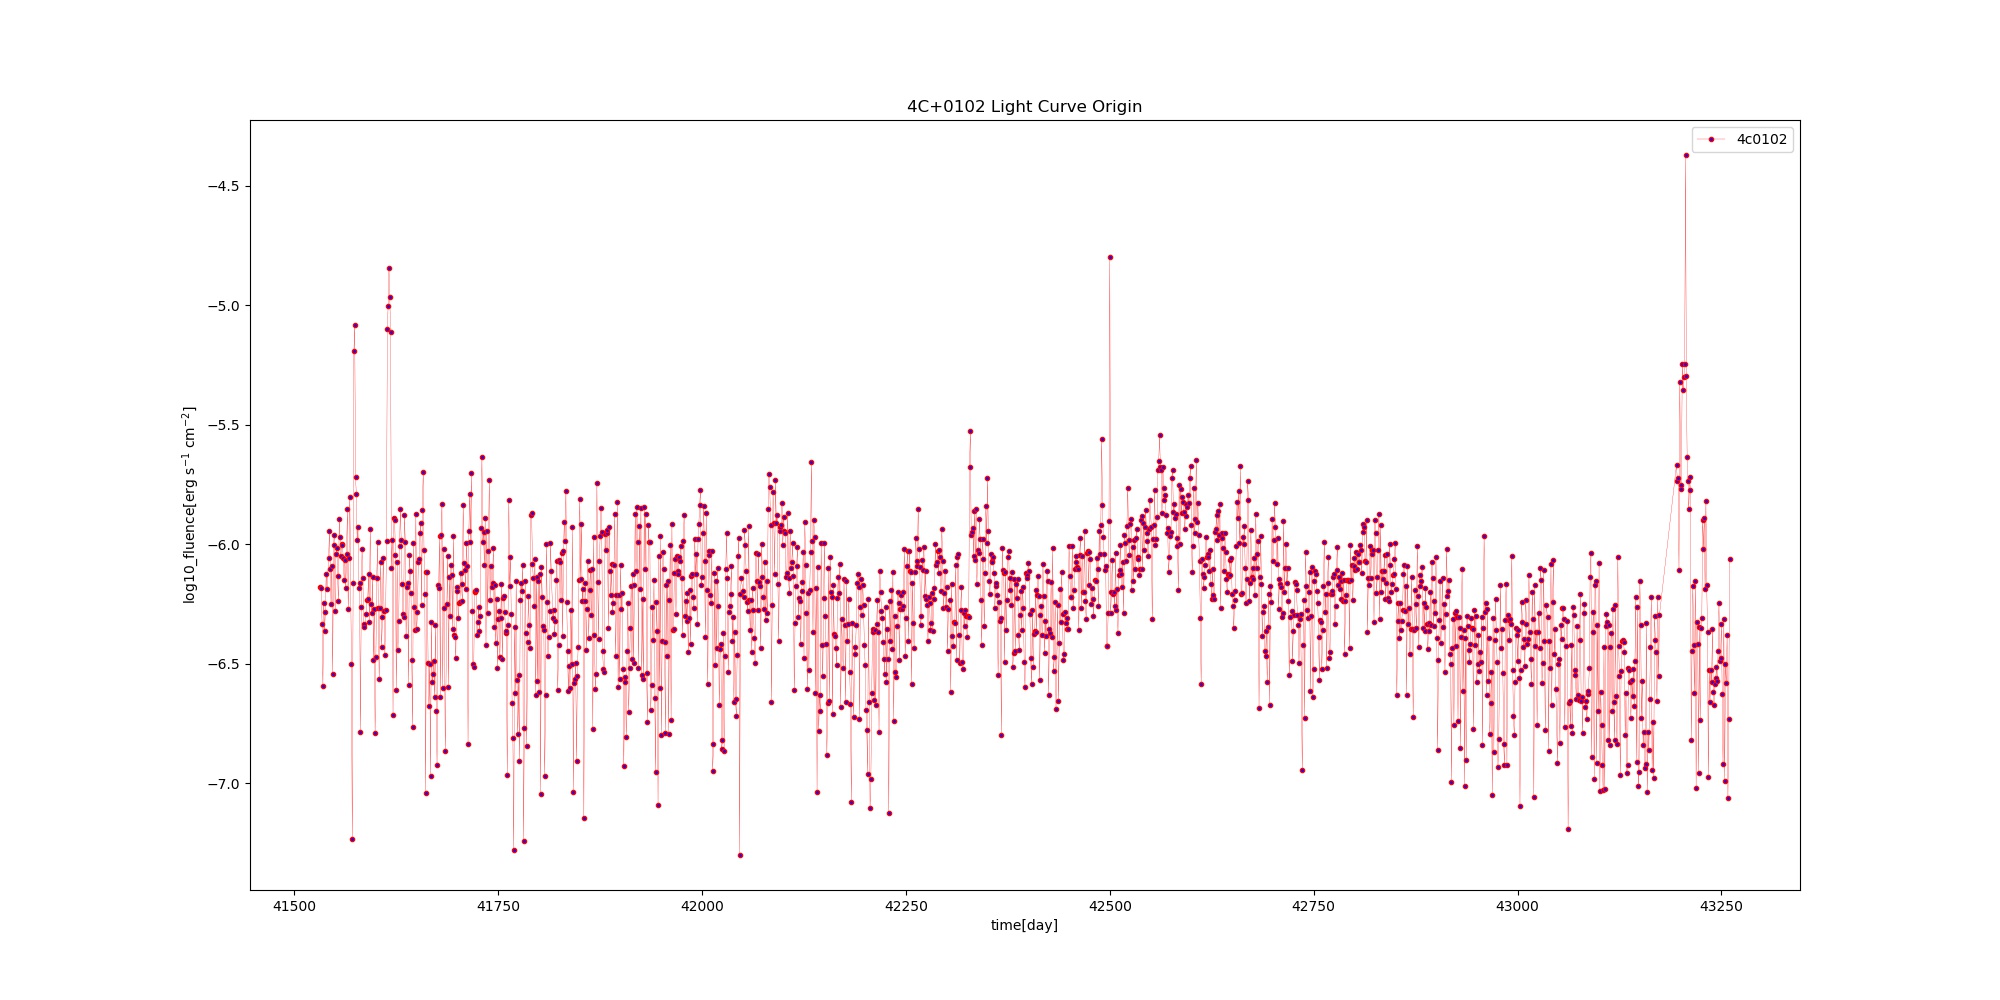 4C+0102 Light Curve Origin
4c0102
−4.5
−5.0
−5.5
−6.0
−6.5
−7.0
log10_fluence[erg s⁻¹ cm⁻²]
41500 41750 42000 42250 42500 42750 43000 43250
time[day]